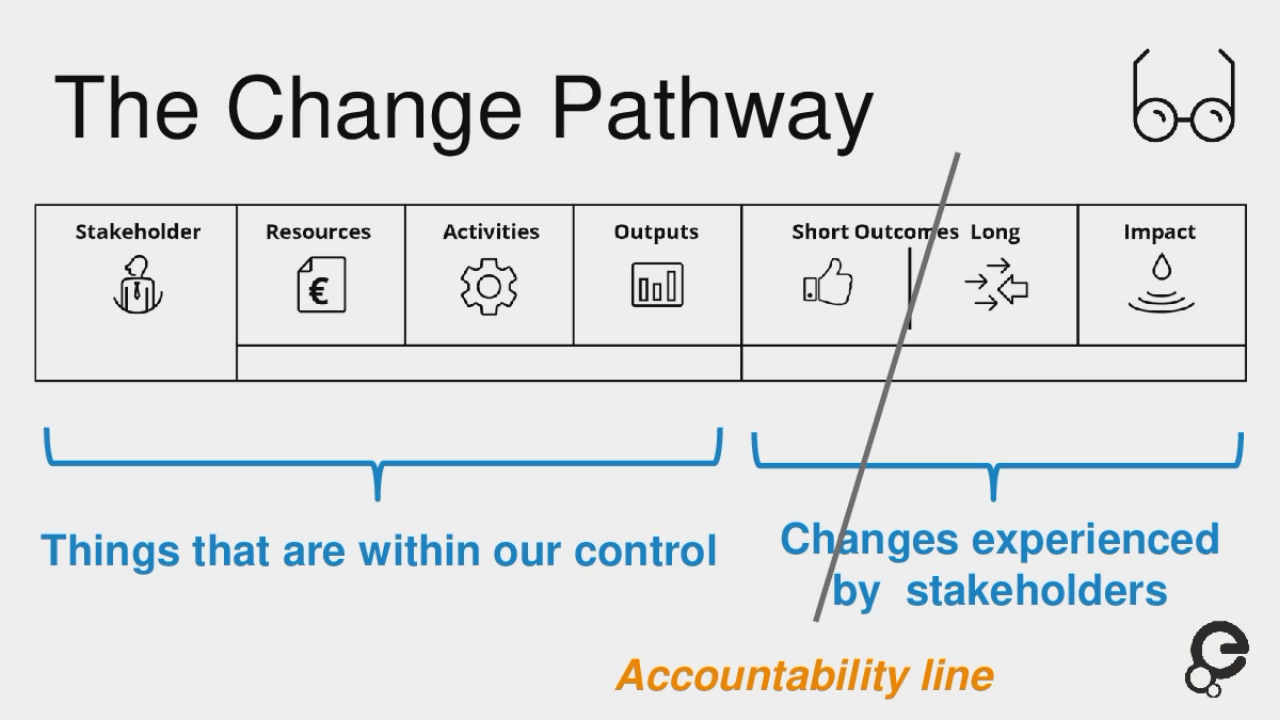 The Change Pathway
Stakeholder Resources Activities Outputs Short Outcomes Long Impact
€
Things that are within our control
Changes experienced
by stakeholders
Accountability line